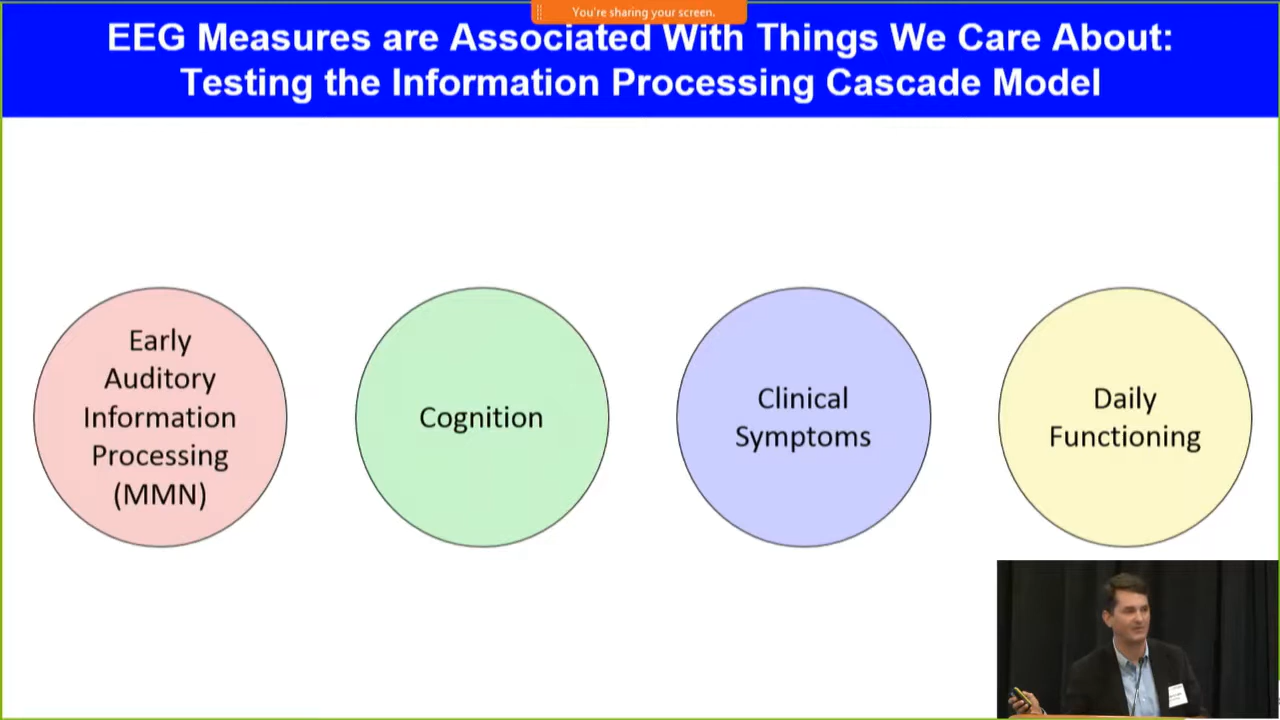 You're sharing your screen.
EEG Measures are Associated With Things We Care About:
Testing the Information Processing Cascade Model
Early
Auditory
Information
Processing
(MMN)
Cognition
Clinical
Symptoms
Daily
Functioning